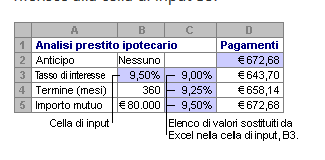 A B C D
1 Analisi prestito ipotecario Pagamenti
2 Anticipo Nessuno € 672,68
3 Tasso di interesse 9,50% 9,00% € 643,70
4 Termine (mesi) 360 9,25% € 658,14
5 Importo mutuo € 80.000 9,50% € 672,68
Cella di input
Elenco di valori sostituiti da
Excel nella cella di input, B3.